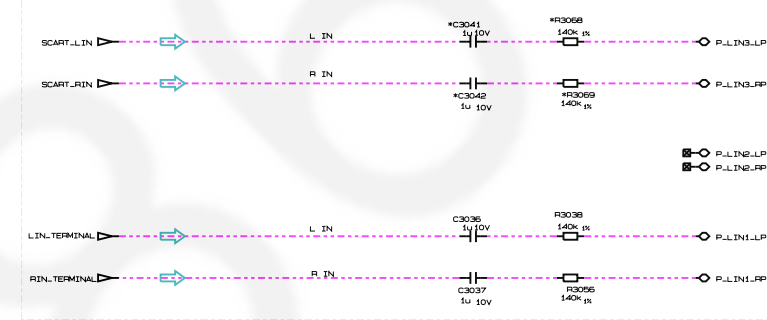 *C3041
1u 10V
*R3068
140k 1%
SCART_LIN
L IN
P_LIN3_LP
SCART_RIN
R IN
P_LIN3_RP
*C3042
1u 10V
*R3069
140k 1%
P_LIN2_LP
P_LIN2_RP
C3036
1u 10V
R3038
140k 1%
LIN_TERMINAL
L IN
P_LIN1_LP
RIN_TERMINAL
R IN
P_LIN1_RP
C3037
1u 10V
R3056
140k 1%